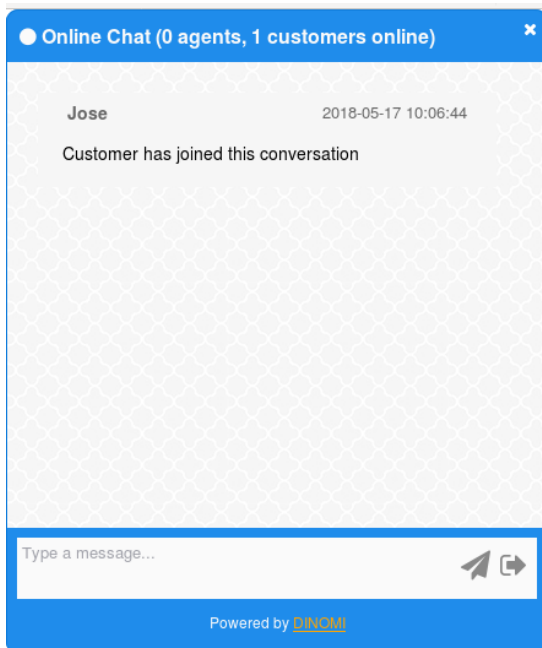 Online Chat (0 agents, 1 customers online)
Jose 2018-05-17 10:06:44
Customer has joined this conversation
Type a message...
Powered by DINOMI